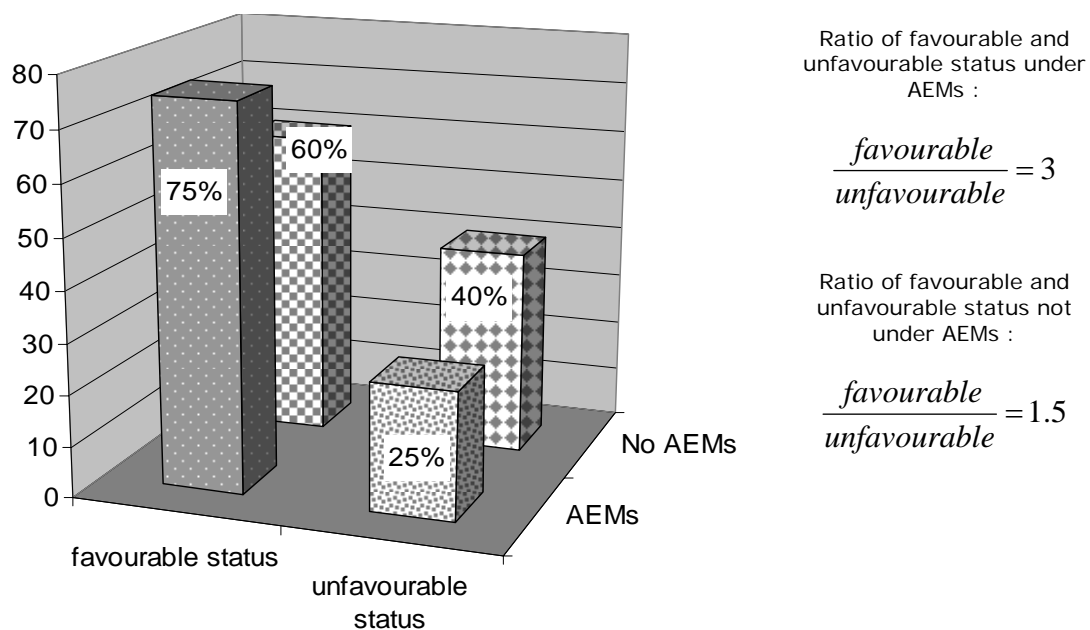 80
70
60
50
40
30
20
10
0
75%
60%
40%
25%
No AEMs
AEMs
favourable status
unfavourable
status
Ratio of favourable and
unfavourable status under
AEMs :
favourable
unfavourable = 3
Ratio of favourable and
unfavourable status not
under AEMs :
favourable
unfavourable = 1.5